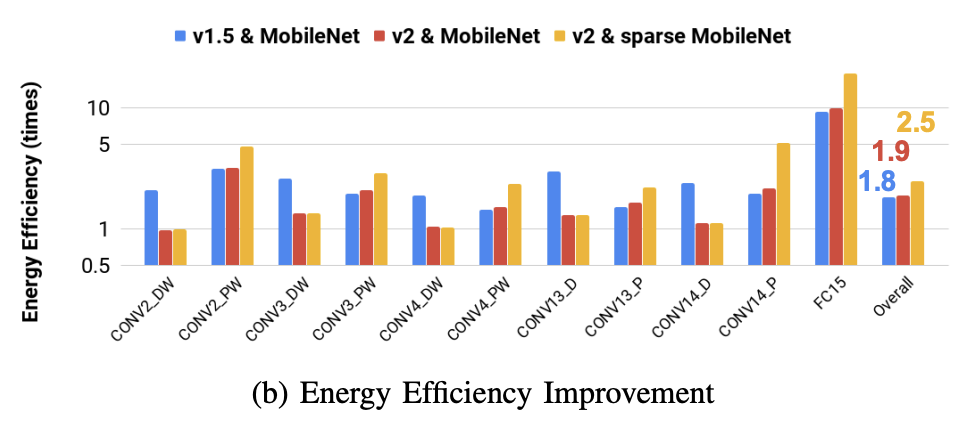 v1.5 & MobileNet v2 & MobileNet v2 & sparse MobileNet
Energy Efficiency (times)
10
5
1
0.5
2.5
1.9
1.8
CONV2_DW
CONV2_PW
CONV3_DW
CONV3_PW
CONV4_DW
CONV4_PW
CONV13_D
CONV13_P
CONV14_D
CONV14_P
FC15
Overall
(b) Energy Efficiency Improvement